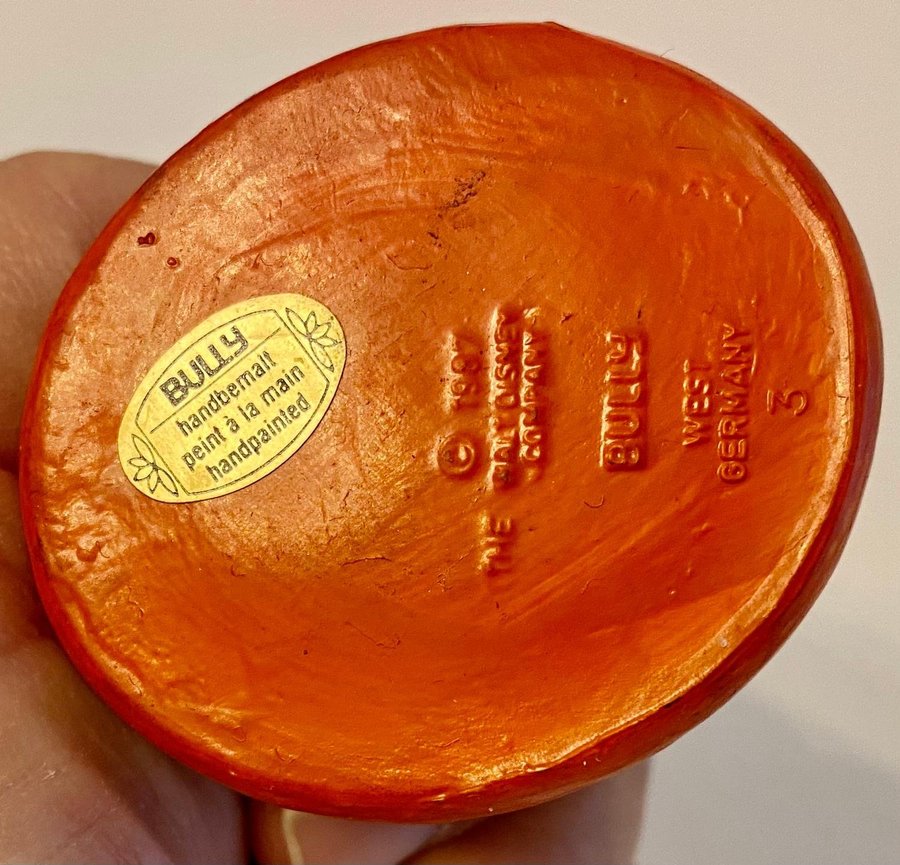 BULLY
handbemalt
peint à la main
handpainted
© 1987
THE WALT DISNEY
COMPANY
BULLY
WEST
GERMANY
3